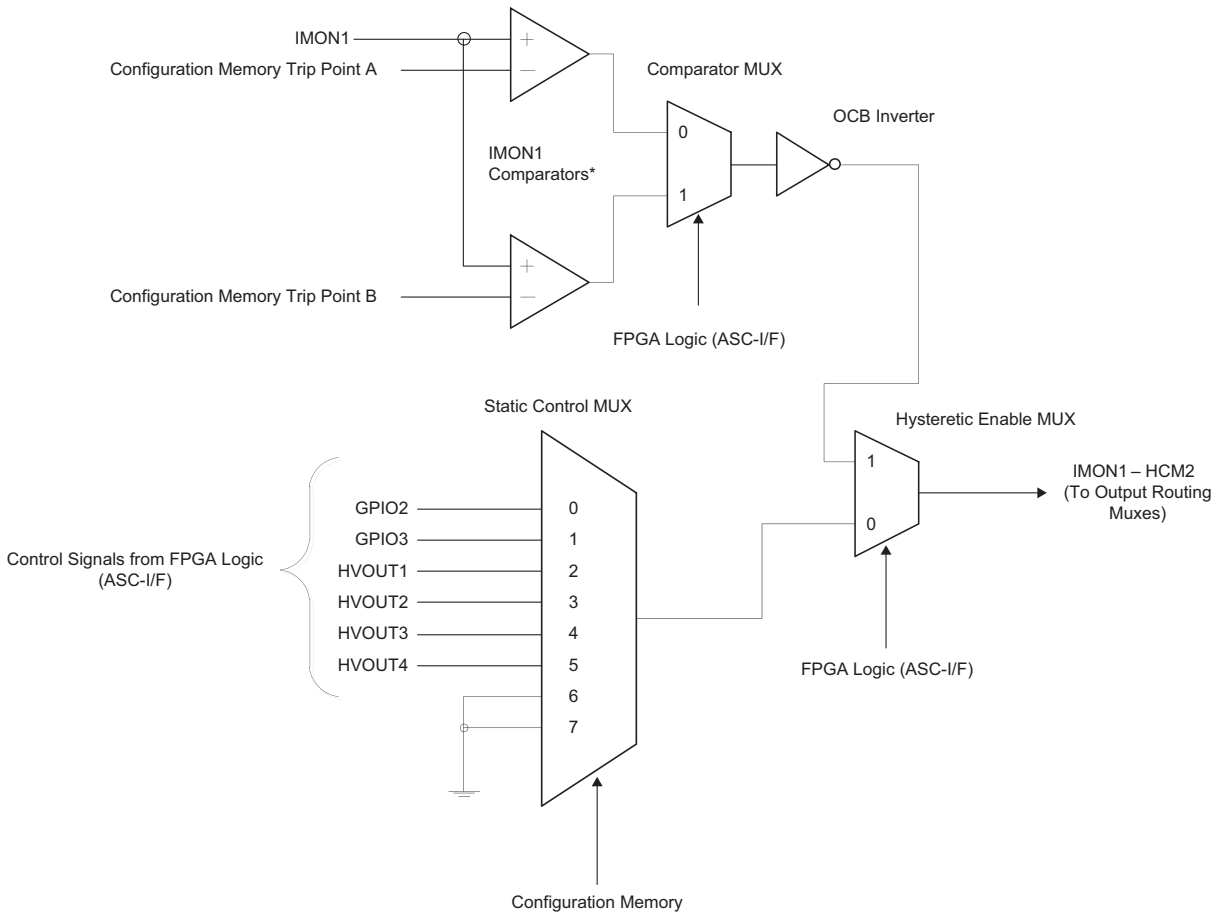 IMON1
+
Configuration Memory Trip Point A
−
Comparator MUX
OCB Inverter
0
IMON1
Comparators*
1
+
Configuration Memory Trip Point B
−
FPGA Logic (ASC-I/F)
Static Control MUX
Hysteretic Enable MUX
1
IMON1 – HCM2
(To Output Routing
Muxes)
0
GPIO2
0
GPIO3
1
Control Signals from FPGA Logic
(ASC-I/F)
HVOUT1
2
HVOUT2
3
HVOUT3
4
HVOUT4
5
6
7
FPGA Logic (ASC-I/F)
Configuration Memory